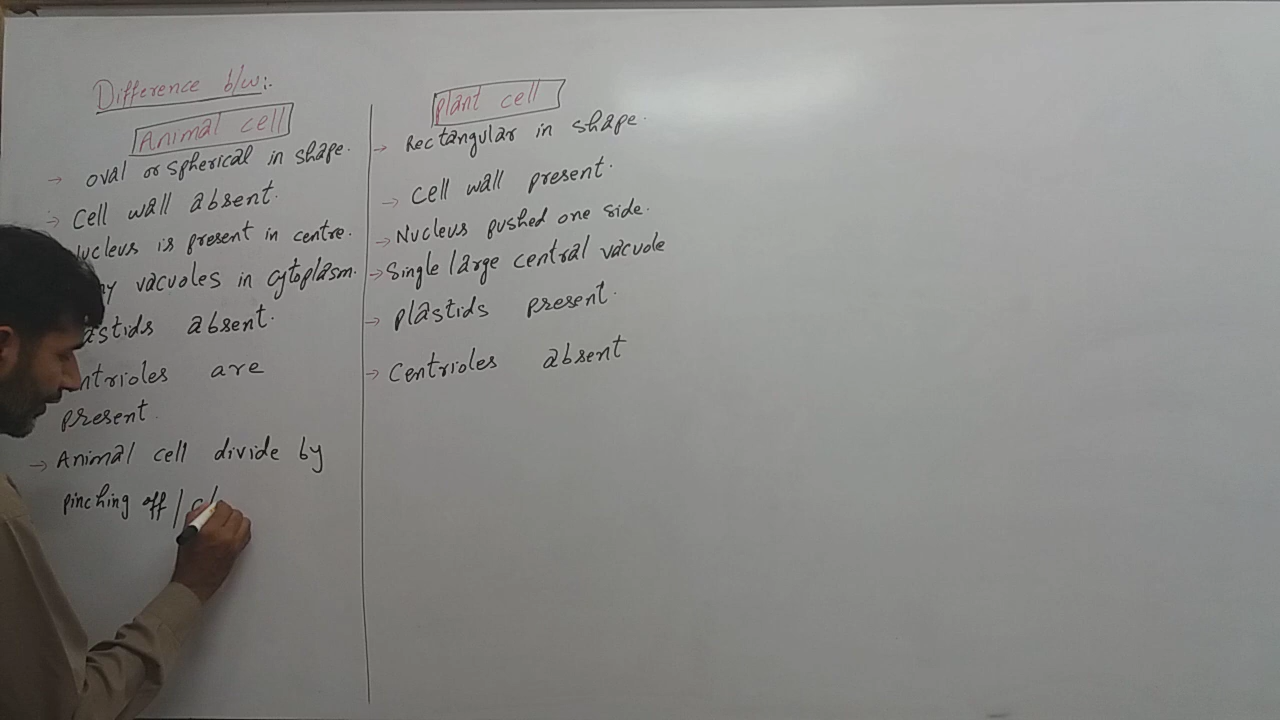 Difference b/w:.
Animal cell
→ oval or spherical in shape.
→ Cell wall absent.
nucleus is present in centre.
ny vacuoles in cytoplasm.
astids absent.
ntrioles are
present.
→ Animal cell divide by
pinching off /
Plant cell
→ Rectangular in shape.
→ Cell wall present.
→ Nucleus pushed one side.
→ Single large central vacuole
→ plastids present.
→ Centrioles absent